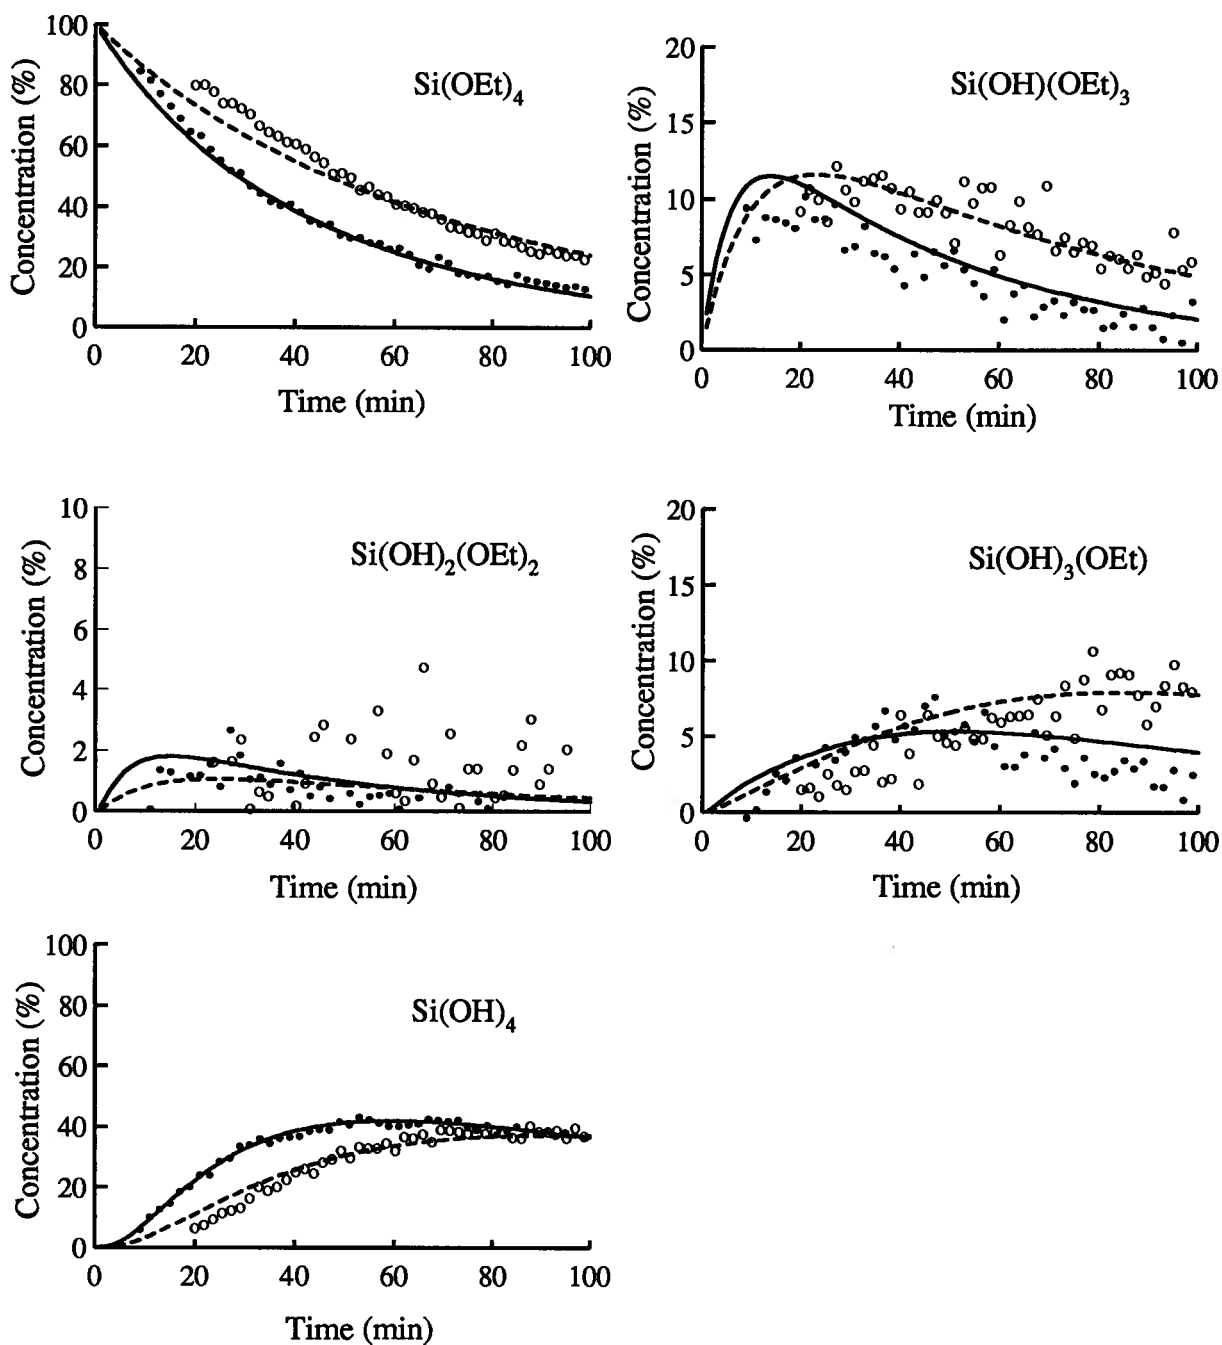 100
80
60
40
20
0
Concentration (%)
Si(OEt)₄
0 20 40 60 80 100
Time (min)
20
15
10
5
0
Concentration (%)
Si(OH)(OEt)₃
0 20 40 60 80 100
Time (min)
10
8
6
4
2
0
Concentration (%)
Si(OH)₂(OEt)₂
0 20 40 60 80 100
Time (min)
20
15
10
5
0
Concentration (%)
Si(OH)₃(OEt)
0 20 40 60 80 100
Time (min)
100
80
60
40
20
0
Concentration (%)
Si(OH)₄
0 20 40 60 80 100
Time (min)